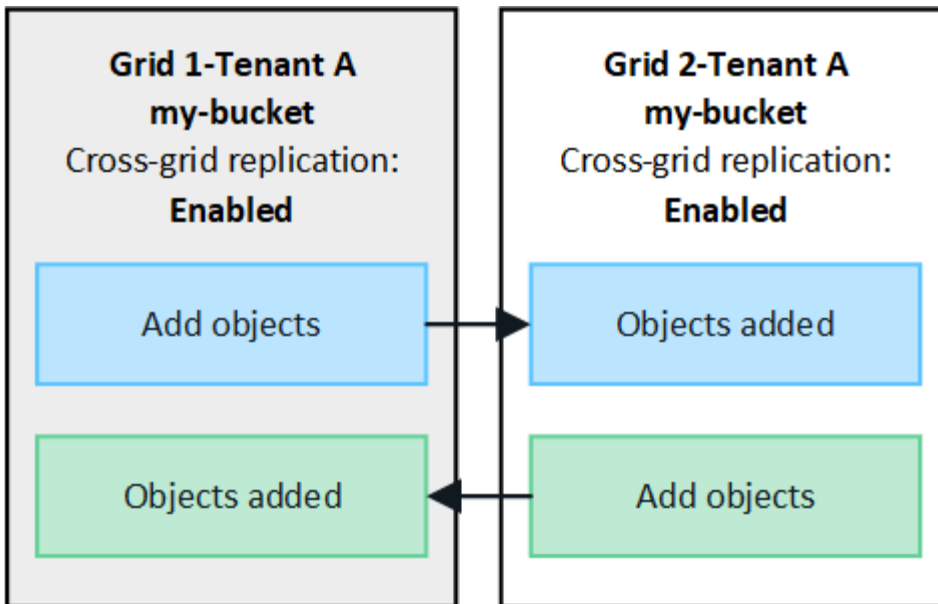 Grid 1-Tenant A
my-bucket
Cross-grid replication:
Enabled
Add objects
Objects added
Grid 2-Tenant A
my-bucket
Cross-grid replication:
Enabled
Objects added
Add objects